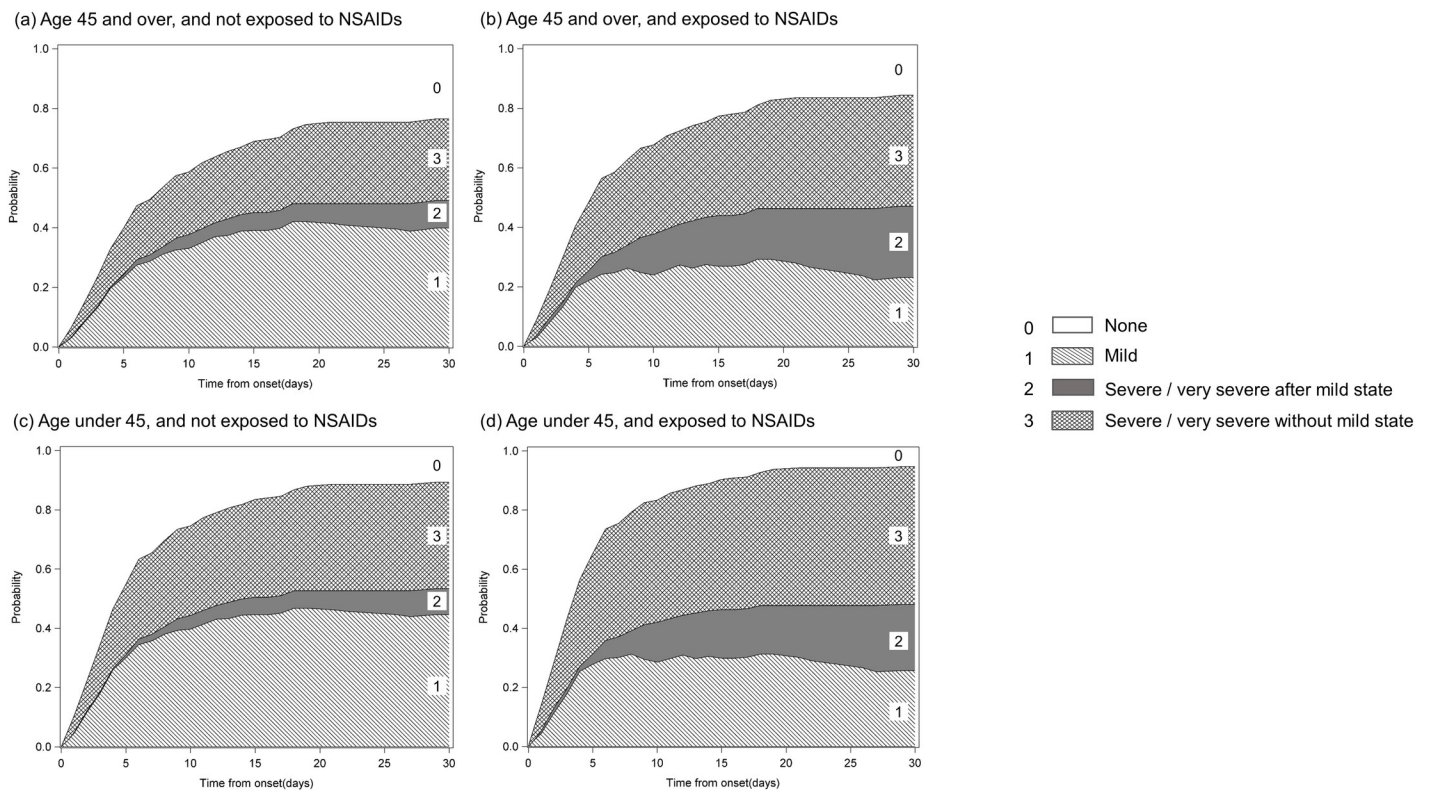 (a) Age 45 and over, and not exposed to NSAIDs
1.0
0.8
0.6
0.4
0.2
0.0
Probability
0
3
2
1
0 5 10 15 20 25 30
Time from onset(days)
(b) Age 45 and over, and exposed to NSAIDs
1.0
0.8
0.6
0.4
0.2
0.0
Probability
0
3
2
1
0 5 10 15 20 25 30
Time from onset(days)
(c) Age under 45, and not exposed to NSAIDs
1.0
0.8
0.6
0.4
0.2
0.0
Probability
0
3
2
1
0 5 10 15 20 25 30
Time from onset(days)
(d) Age under 45, and exposed to NSAIDs
1.0
0.8
0.6
0.4
0.2
0.0
Probability
0
3
2
1
0 5 10 15 20 25 30
Time from onset(days)
0 None
1 Mild
2 Severe / very severe after mild state
3 Severe / very severe without mild state